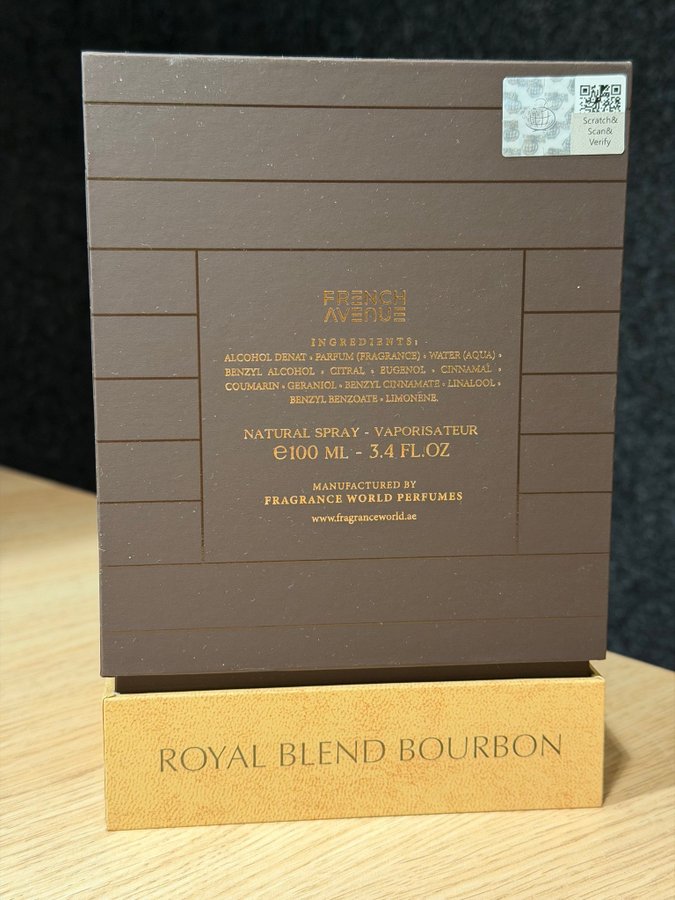 Scratch&
Scan&
Verify
FRENCH
AVENUE
INGREDIENTS:
ALCOHOL DENAT • PARFUM (FRAGRANCE) • WATER (AQUA) •
BENZYL ALCOHOL • CITRAL • EUGENOL • CINNAMAL •
COUMARIN • GERANIOL • BENZYL CINNAMATE • LINALOOL •
BENZYL BENZOATE • LIMONENE.
NATURAL SPRAY - VAPORISATEUR
℮100 ML - 3.4 FL.OZ
MANUFACTURED BY
FRAGRANCE WORLD PERFUMES
www.fragranceworld.ae
ROYAL BLEND BOURBON